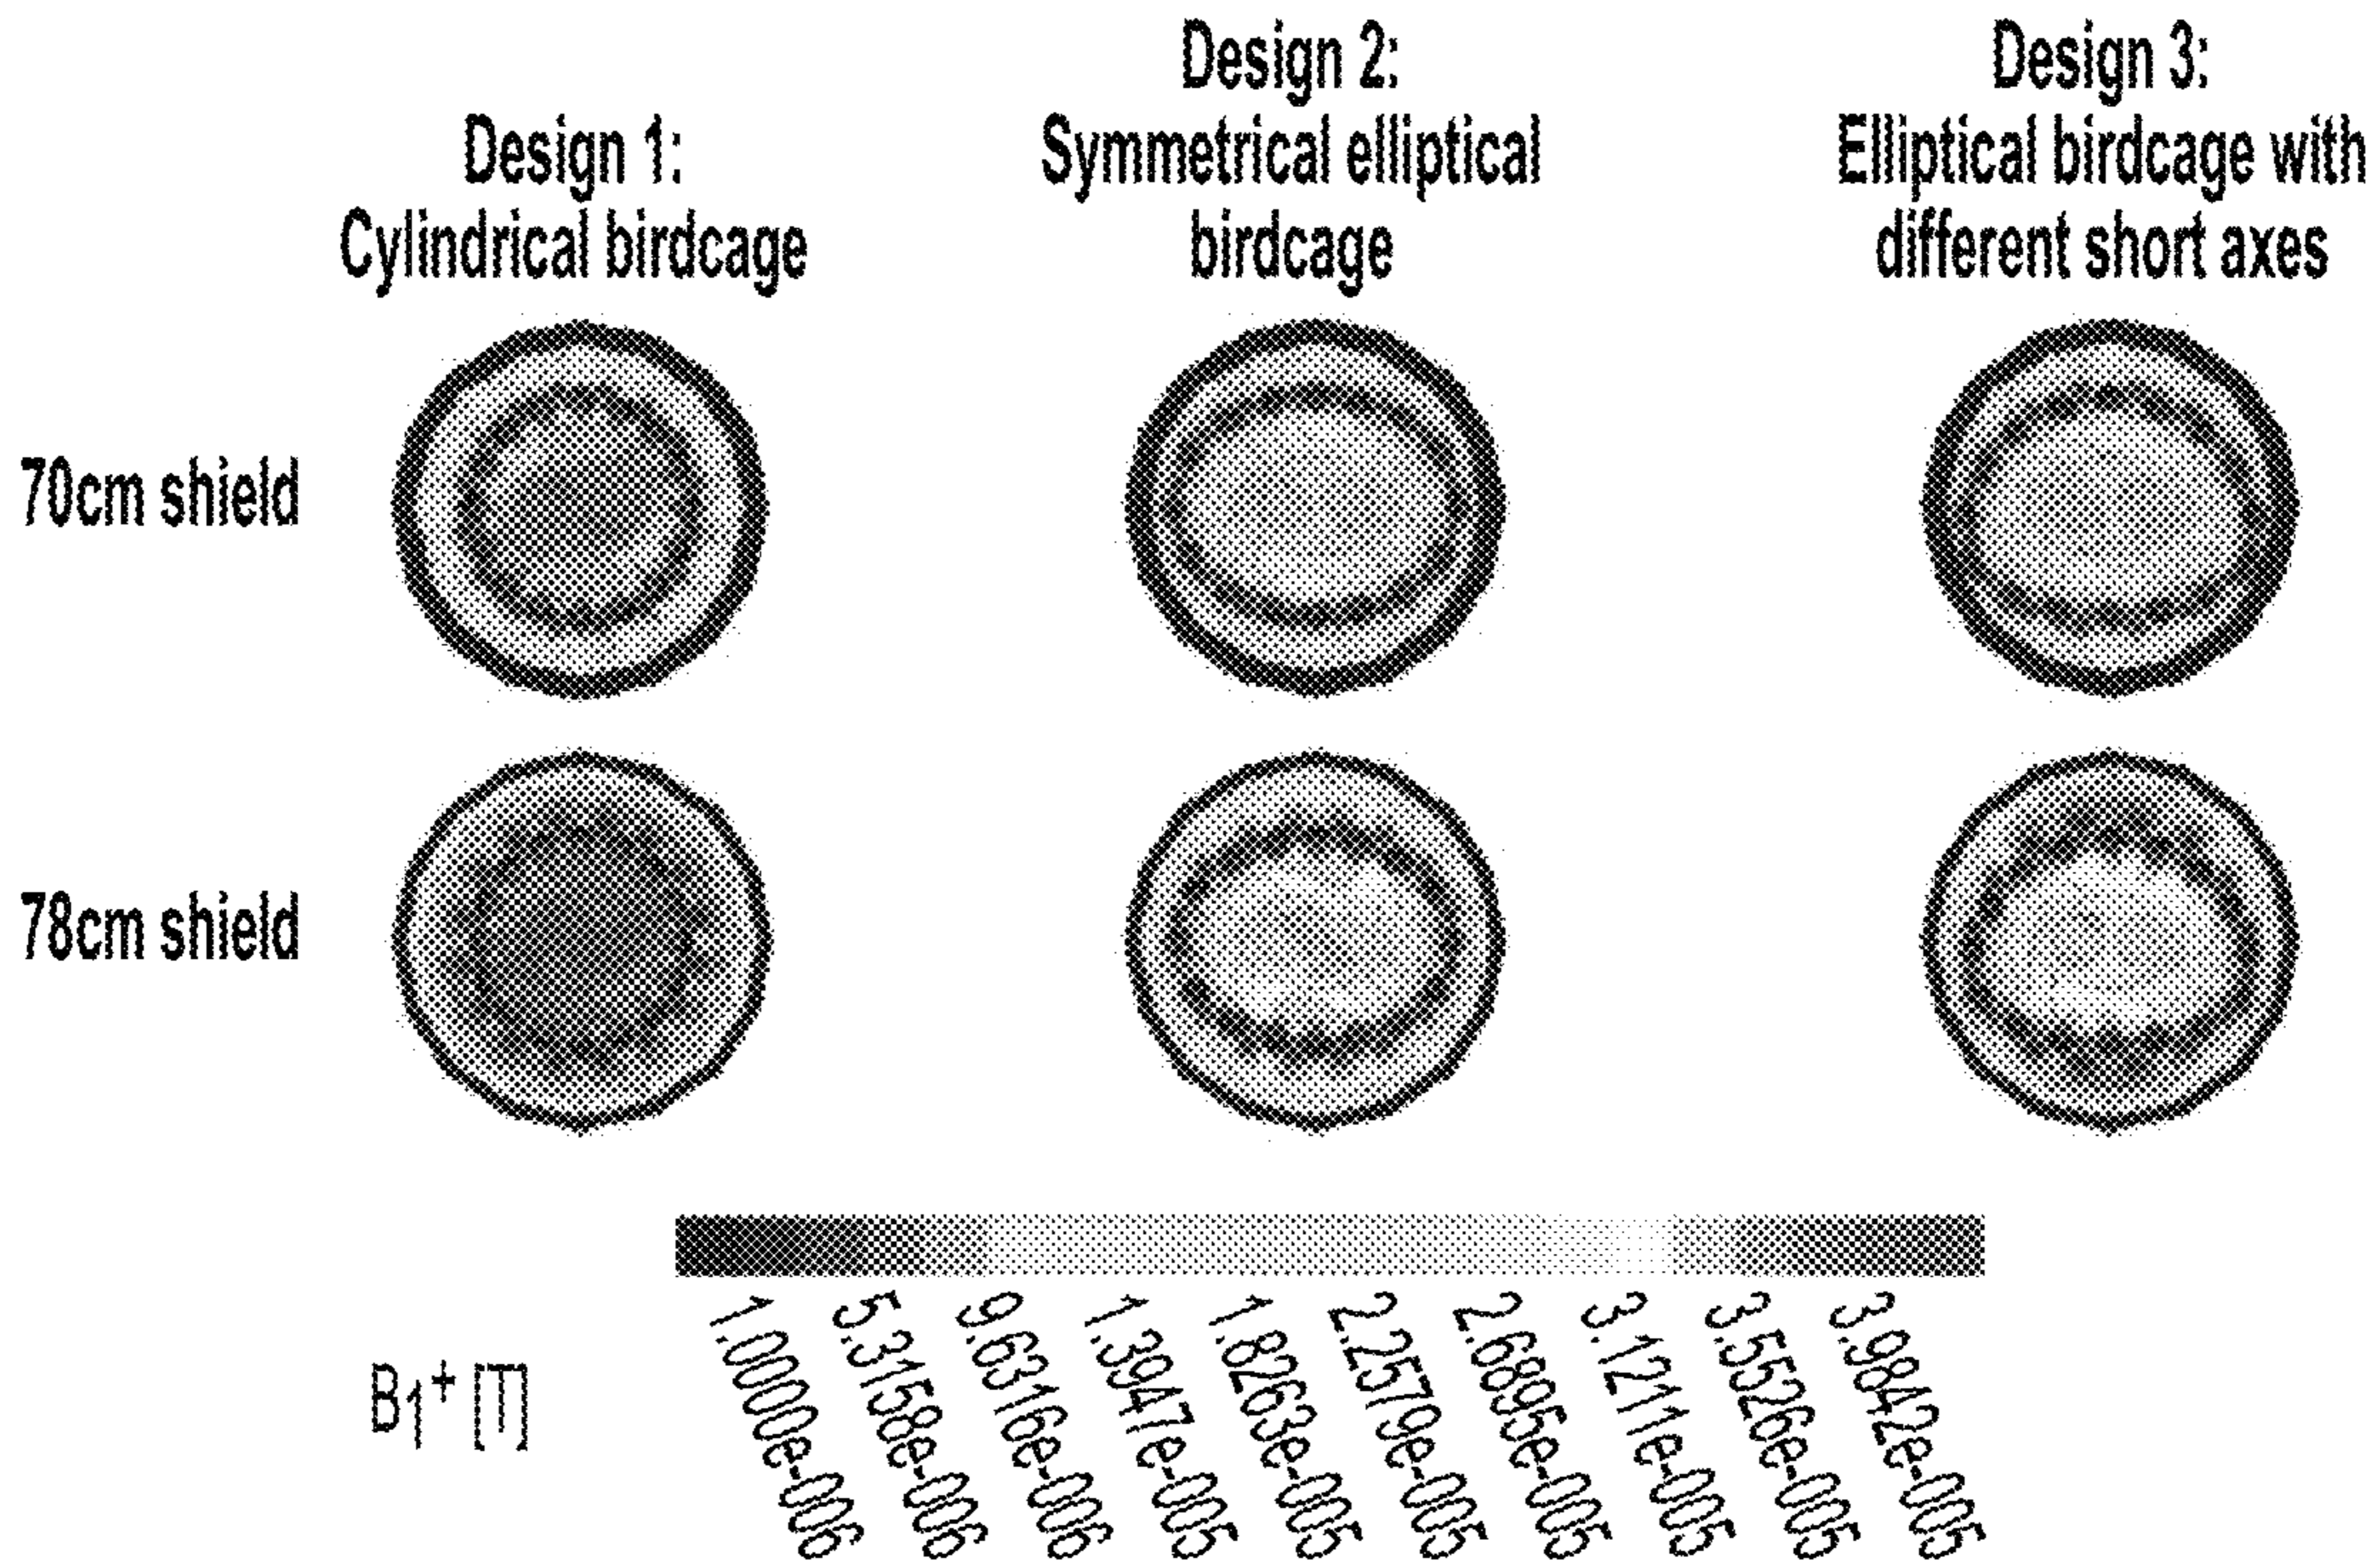 Design 1:
Cylindrical birdcage
Design 2:
Symmetrical elliptical
birdcage
Design 3:
Elliptical birdcage with
different short axes
70cm shield
78cm shield
B1+ [T]
1.0000e-006
5.3158e-006
9.6316e-006
1.3947e-005
1.8263e-005
2.2579e-005
2.6895e-005
3.1211e-005
3.5526e-005
3.9842e-005